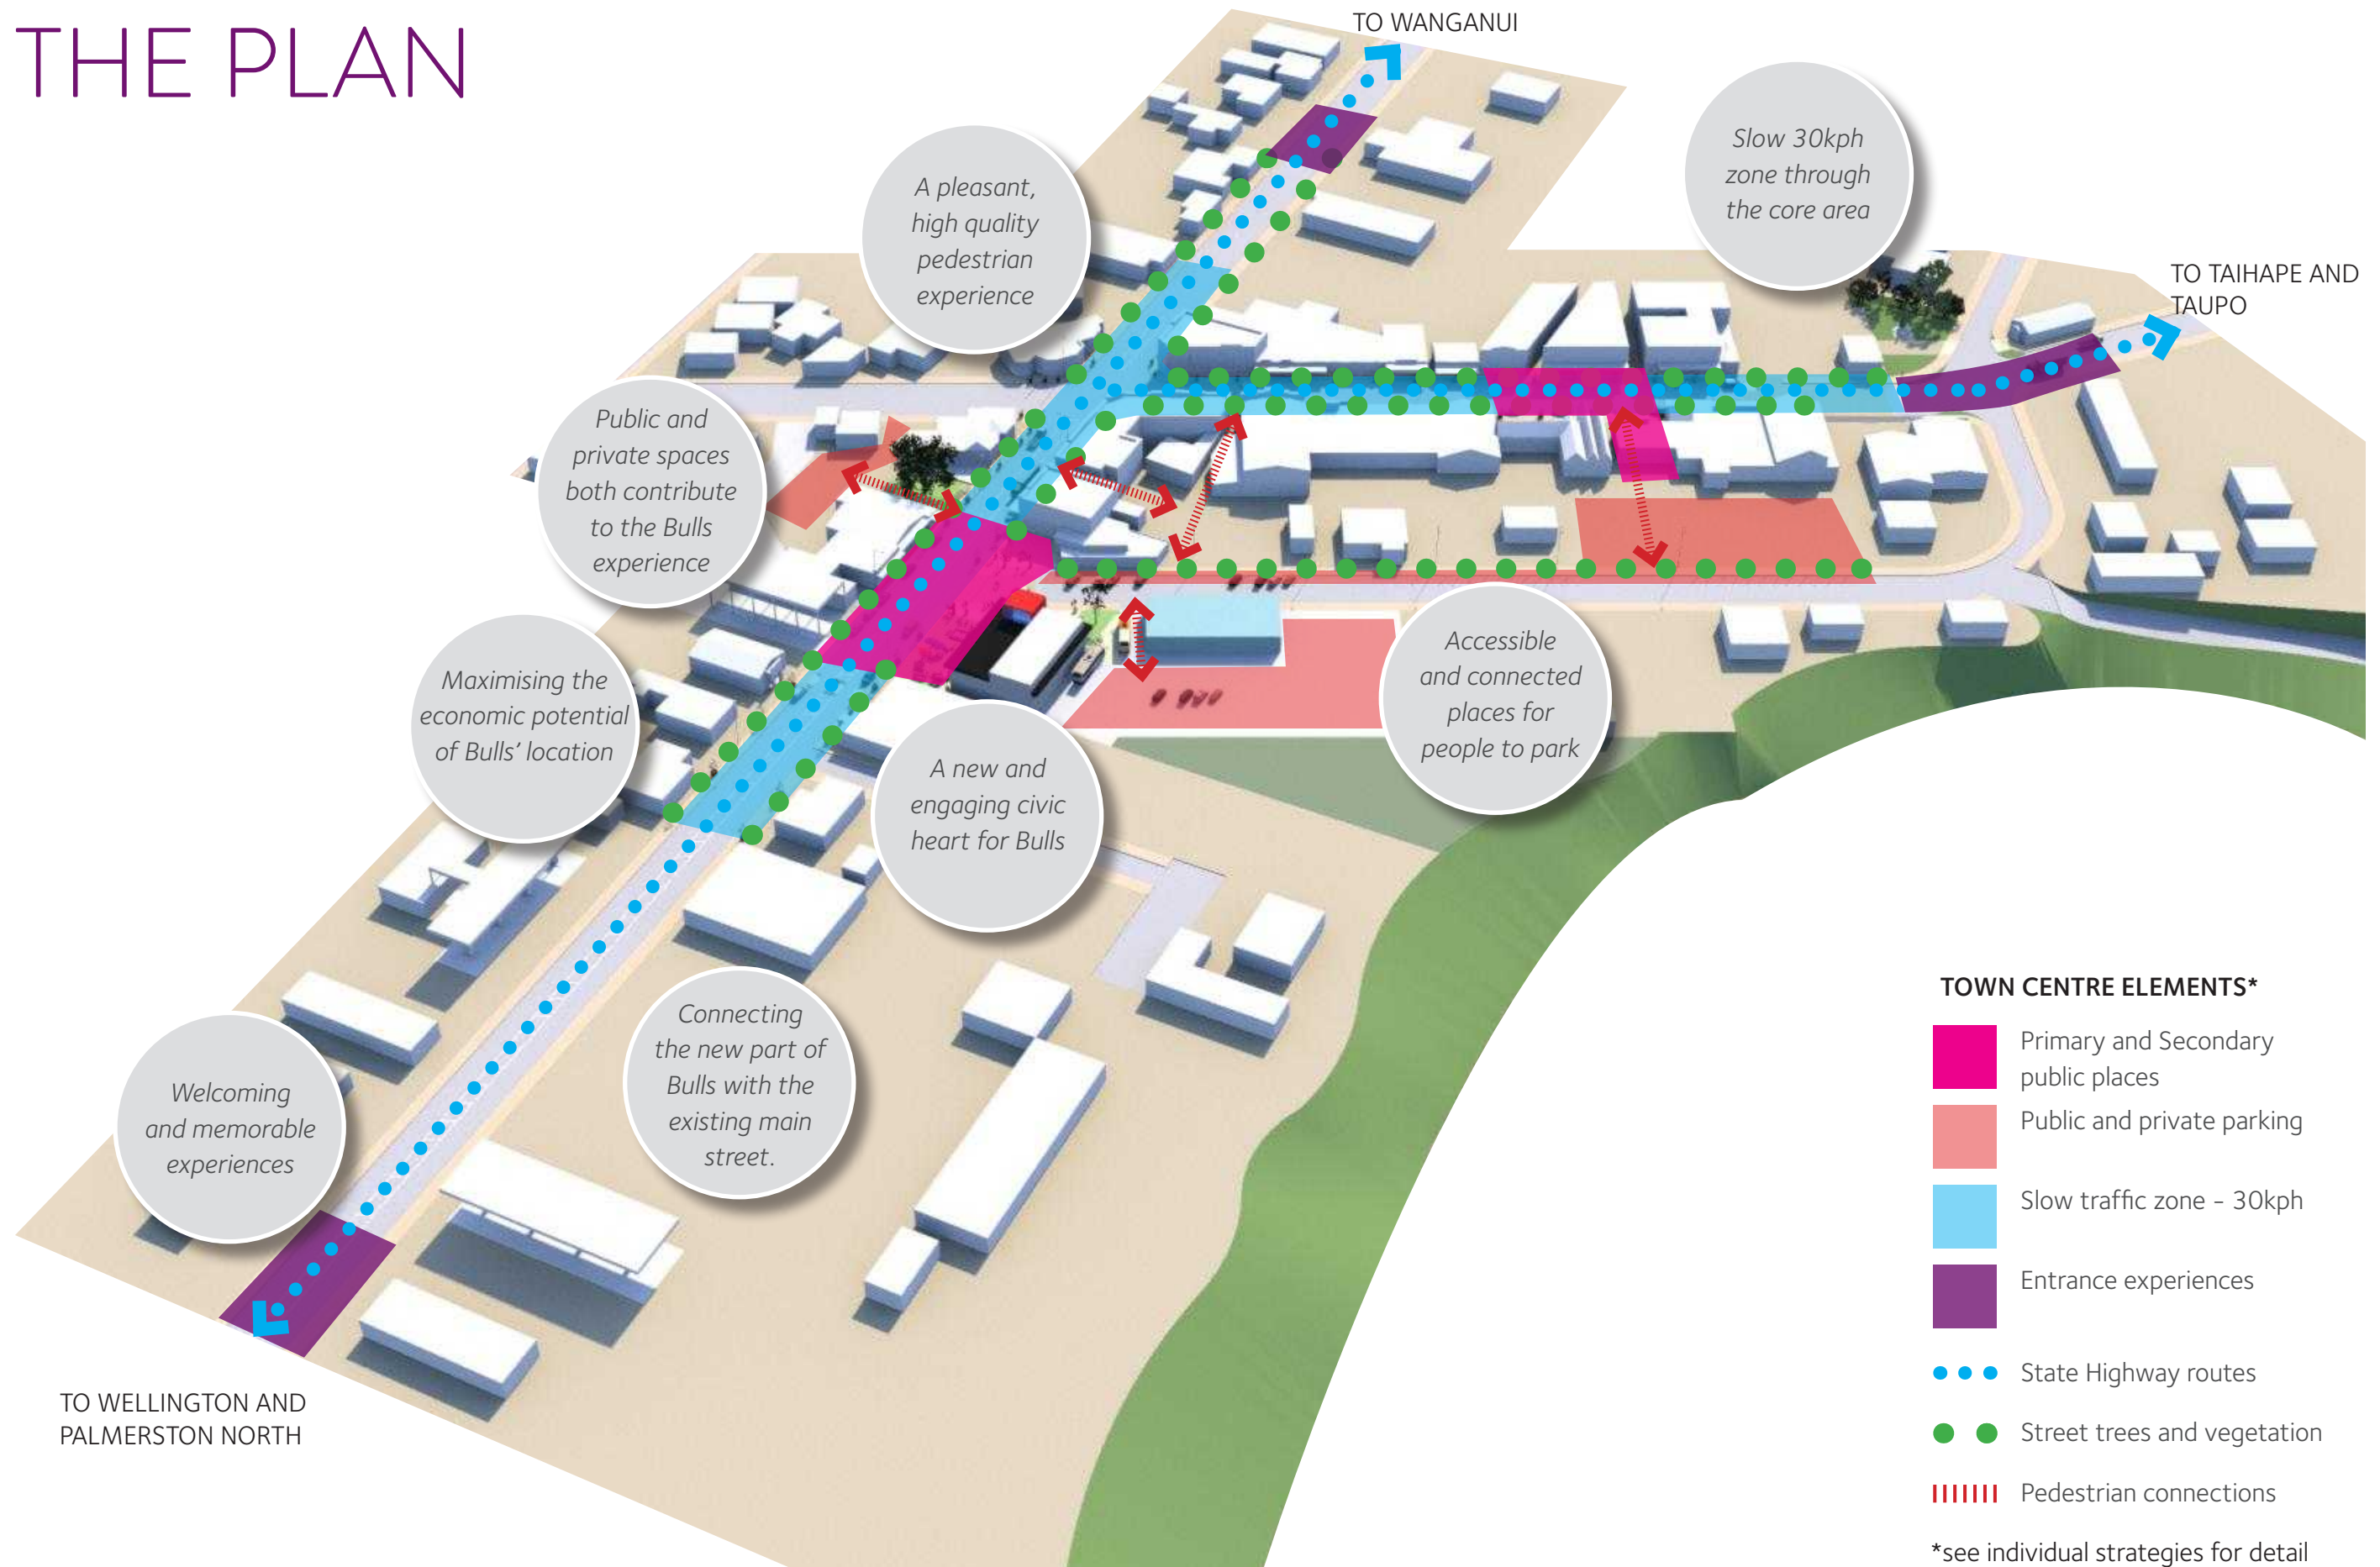 THE PLAN
TO WANGANUI
Slow 30kph
zone through
the core area
A pleasant,
high quality
pedestrian
experience
TO TAIHAPE AND
TAUPO
Public and
private spaces
both contribute
to the Bulls
experience
Maximising the
economic potential
of Bulls' location
Accessible
and connected
places for
people to park
A new and
engaging civic
heart for Bulls
Connecting
the new part of
Bulls with the
existing main
street.
Welcoming
and memorable
experiences
TO WELLINGTON AND
PALMERSTON NORTH
TOWN CENTRE ELEMENTS*
Primary and Secondary
public places
Public and private parking
Slow traffic zone - 30kph
Entrance experiences
State Highway routes
Street trees and vegetation
Pedestrian connections
*see individual strategies for detail